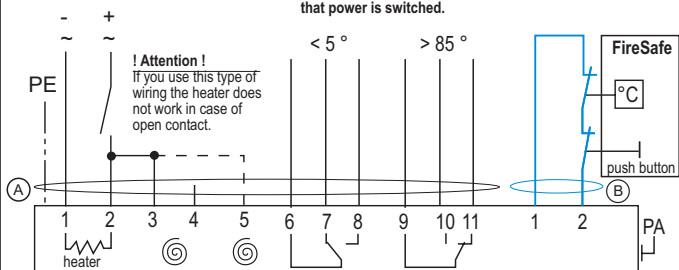 that power is switched.
- +
~ ~
! Attention !
If you use this type of
wiring the heater does
not work in case of
open contact.
< 5 °
> 85 °
FireSafe
°C
push button
PE
A
B
1 2 3 4 5 6 7 8 9 10 11 1 2
PA
heater